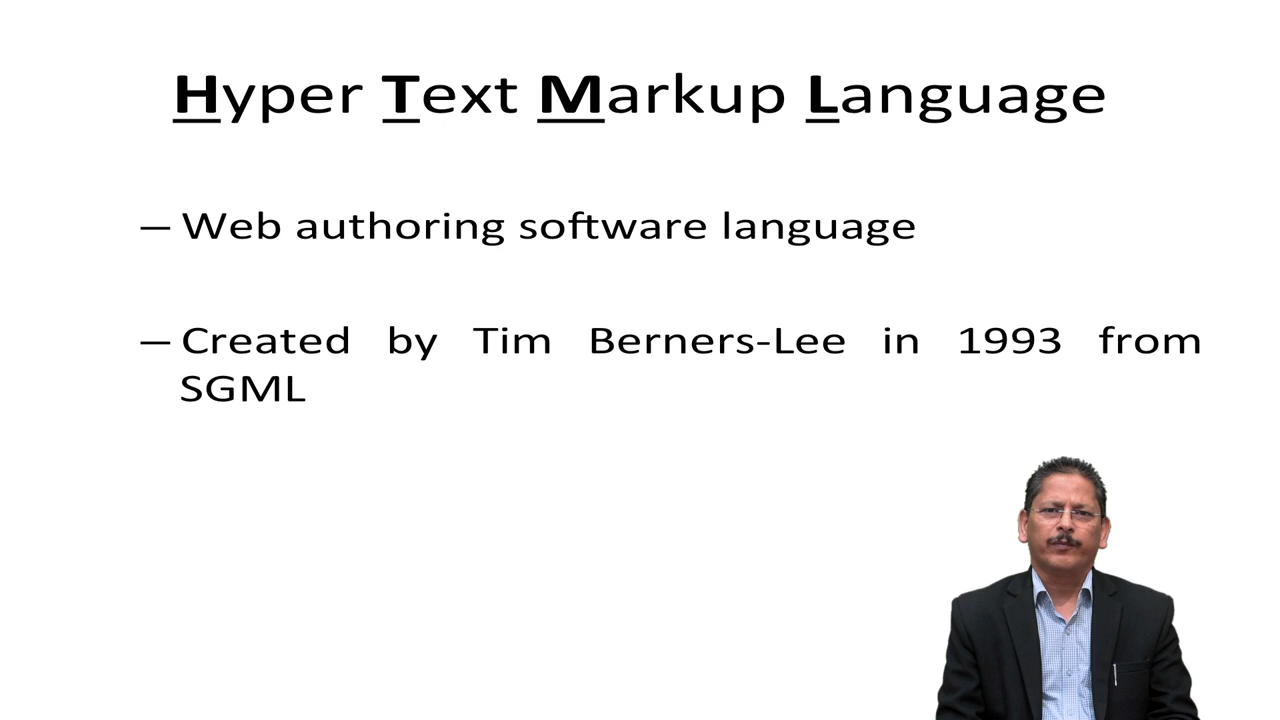 Hyper Text Markup Language
– Web authoring software language
– Created by Tim Berners-Lee in 1993 from
SGML